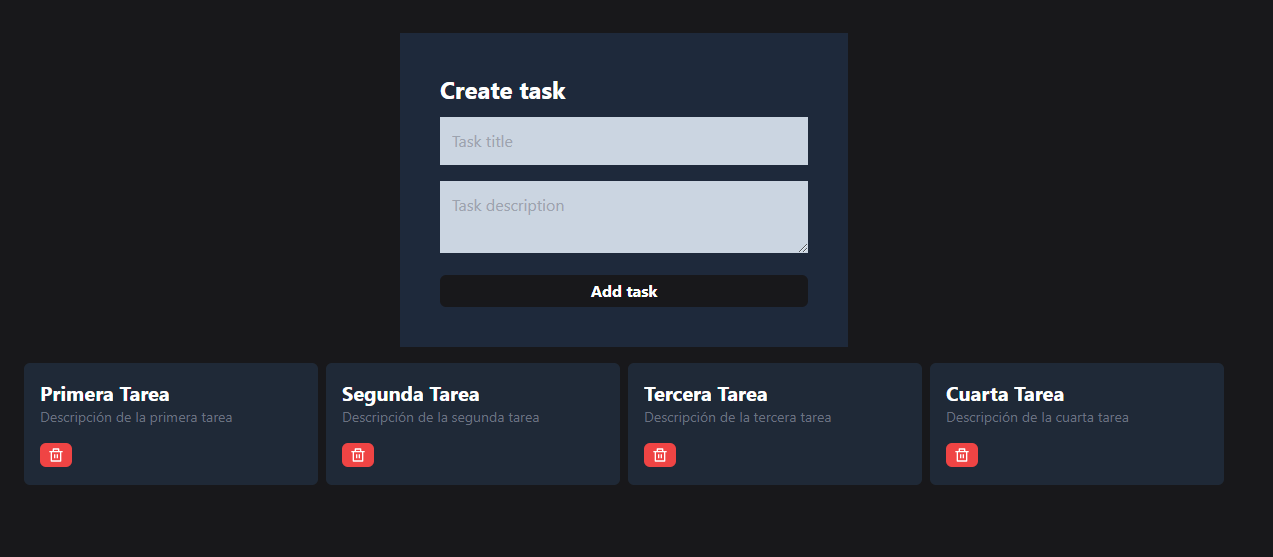 Create task
Task title
Task description
Add task
Primera Tarea
Descripción de la primera tarea
Segunda Tarea
Descripción de la segunda tarea
Tercera Tarea
Descripción de la tercera tarea
Cuarta Tarea
Descripción de la cuarta tarea